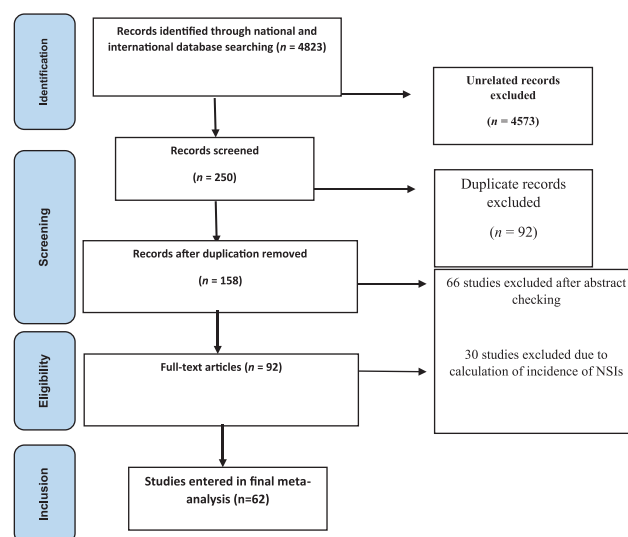 Identification
Records identified through national and
international database searching (n = 4823)
Unrelated records
excluded
(n = 4573)
Screening
Records screened
(n = 250)
Duplicate records
excluded
(n = 92)
Records after duplication removed
(n = 158)
66 studies excluded after abstract
checking
Eligibility
Full-text articles (n = 92)
30 studies excluded due to
calculation of incidence of NSIs
Inclusion
Studies entered in final meta-
analysis (n=62)